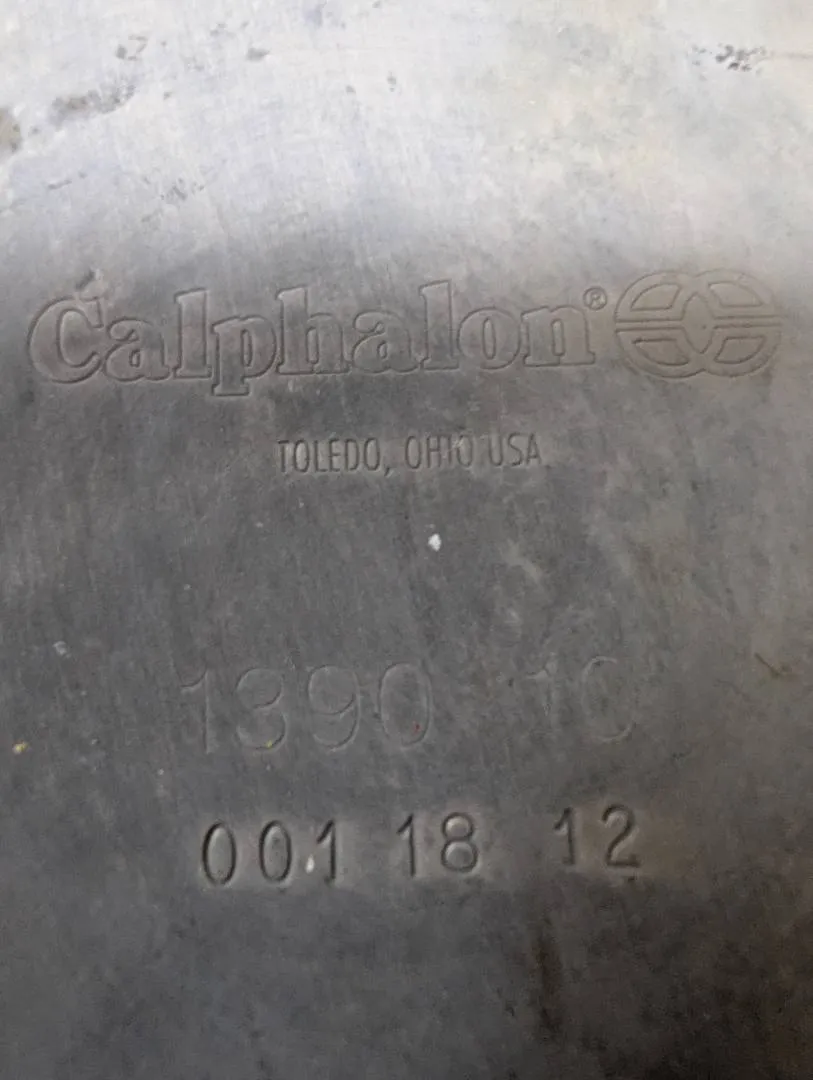 Calphalon®
TOLEDO, OHIO USA
1390 10
001 18 12